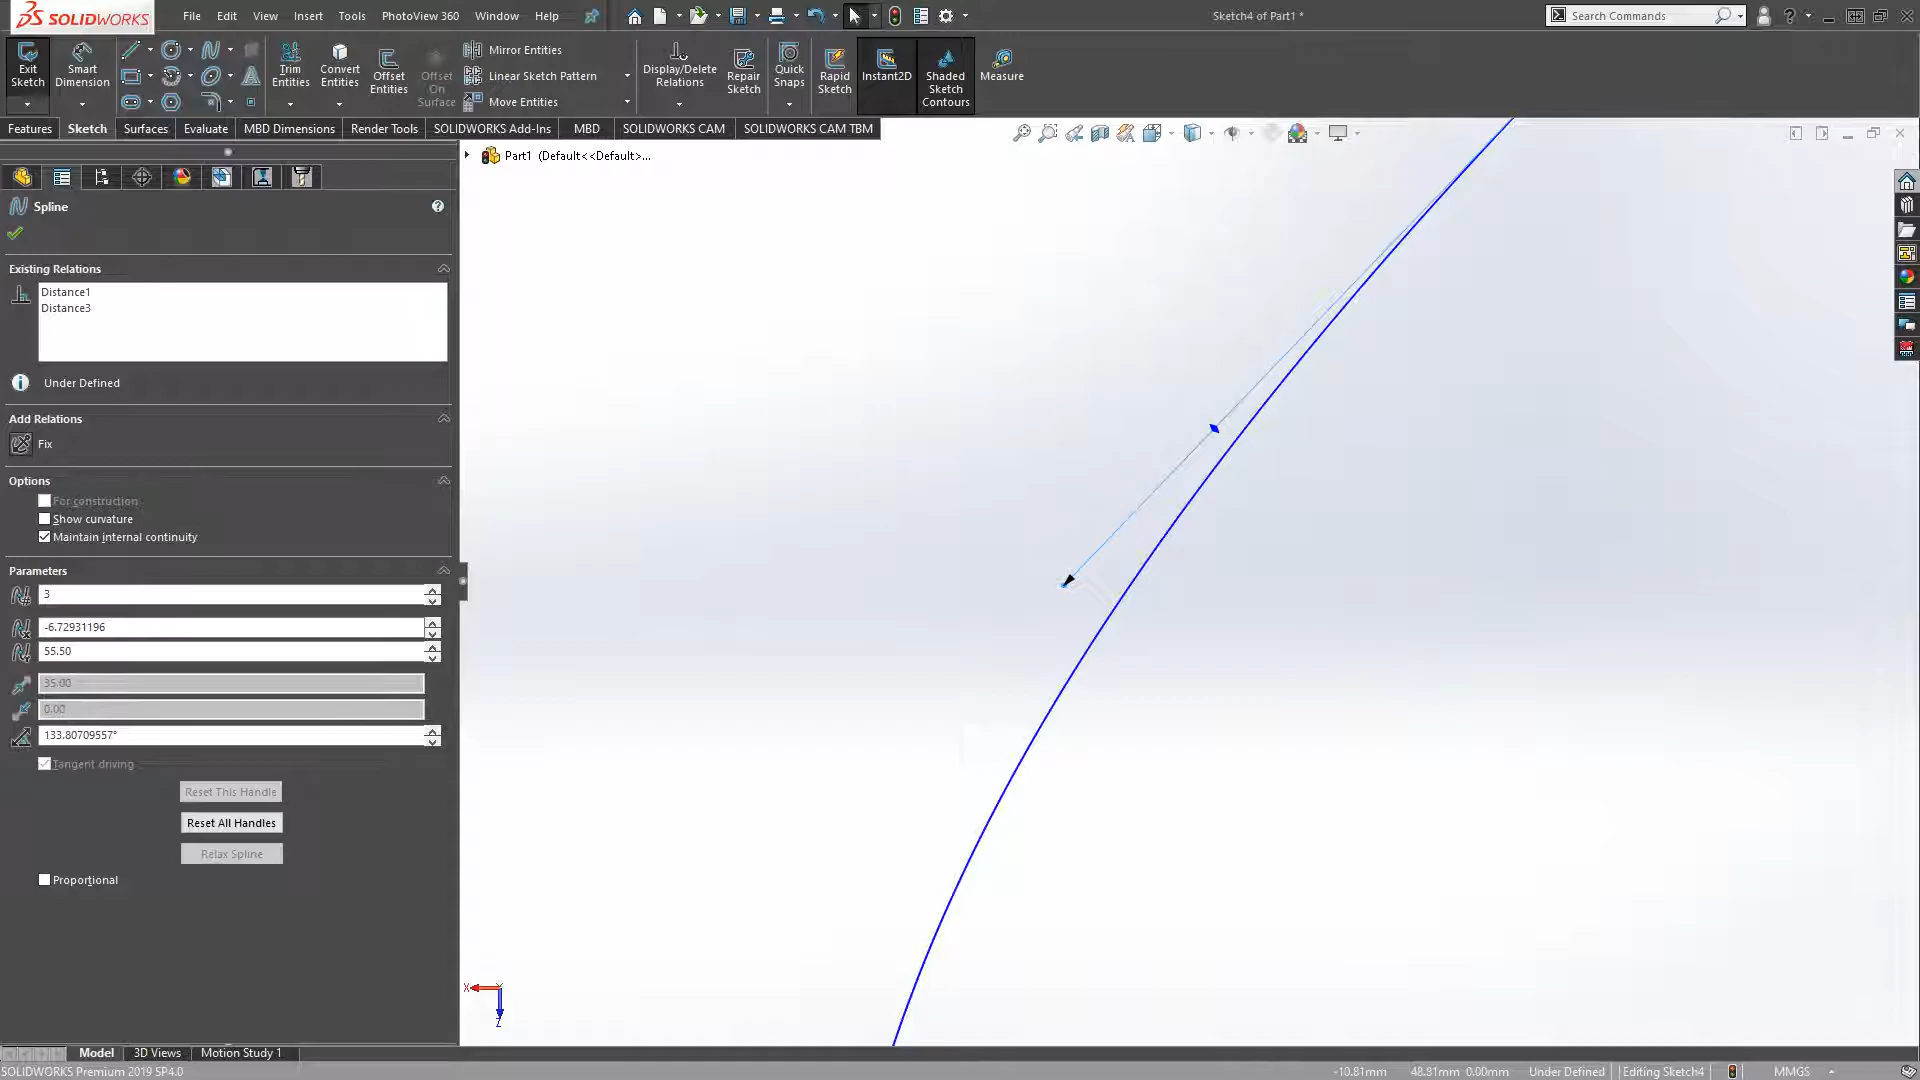 SOLIDWORKS File Edit View Insert Tools PhotoView 360 Window Help Sketch4 of Part1 * Search Commands
Exit Sketch
Smart Dimension
Trim Entities
Convert Entities
Offset Entities
Offset On Surface
Mirror Entities
Linear Sketch Pattern
Move Entities
Display/Delete Relations
Repair Sketch
Quick Snaps
Rapid Sketch
Instant2D
Shaded Sketch Contours
Measure
Features Sketch Surfaces Evaluate MBD Dimensions Render Tools SOLIDWORKS Add-Ins MBD SOLIDWORKS CAM SOLIDWORKS CAM TBM
Part1 (Default<<Default>...
Spline
Existing Relations
Distance1
Distance3
Under Defined
Add Relations
Fix
Options
For construction
Show curvature
Maintain internal continuity
Parameters
3
-6.72931196
55.50
35.00
0.00
133.80709557°
Tangent driving
Reset This Handle
Reset All Handles
Relax Spline
Proportional
X
Z
Model 3D Views Motion Study 1
SOLIDWORKS Premium 2019 SP4.0 -10.81mm 48.81mm 0.00mm Under Defined Editing Sketch4 MMGS